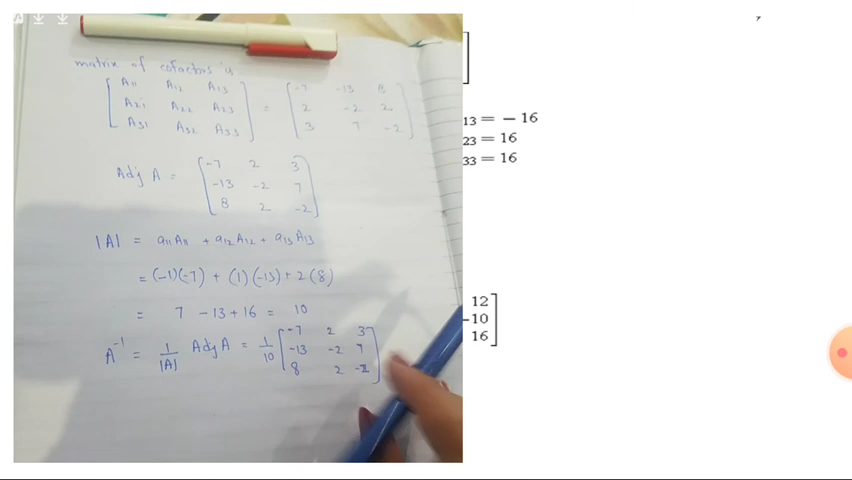 matrix of cofactors is
[A11 A12 A13
A21 A22 A23
A31 A32 A33] = [-7 -13 8
2 -2 2
3 7 -2]
Adj A = [-7 2 3
-13 -2 7
8 2 -2]
|A| = a11A11 + a12A12 + a13A13
= (-1)(-7) + (1)(-13) + 2(8)
= 7 - 13 + 16 = 10
A^-1 = 1/|A| Adj A = 1/10 [-7 2 3
-13 -2 7
8 2 -2]
13 = - 16
23 = 16
33 = 16
12
-10
16]